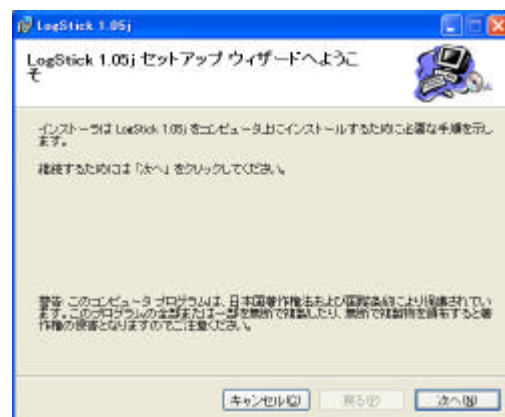 LogStick 1.05j
LogStick 1.05j セットアップ ウィザードへようこ
そ
インストーラは LogStick 1.05j をコンピュータ上にインストールするために必要な手順を示し
ます。
継続するためには「次へ」をクリックしてください。
警告: このコンピュータ プログラムは、日本国著作権法および国際条約により保護されてい
ます。このプログラムの全部または一部を無断で複製したり、無断で複製物を頒布すると著
作権の侵害となりますのでご注意ください。
キャンセル(C) 戻る(B) 次へ(N)